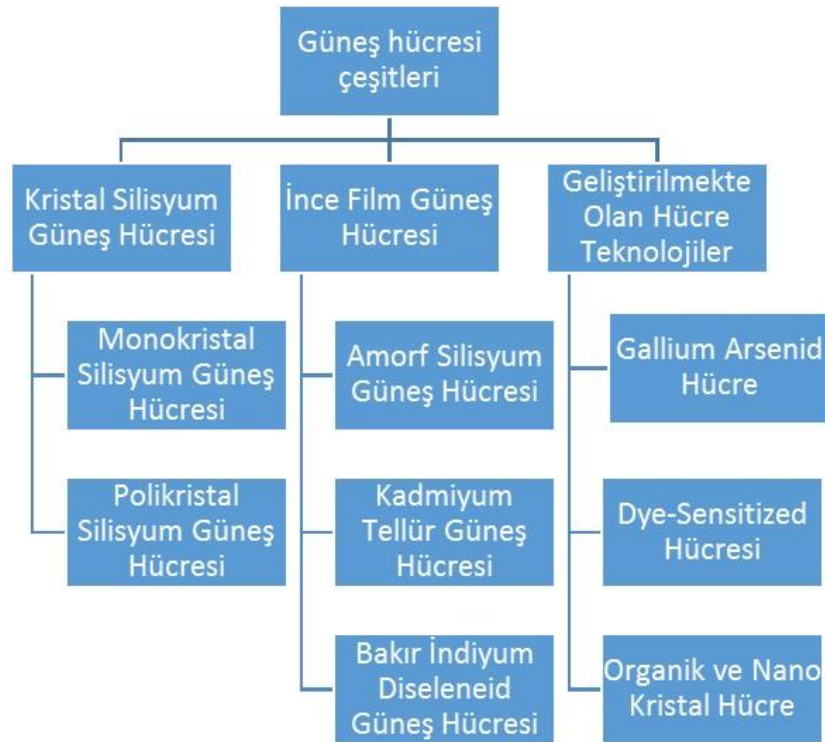 Güneş hücresi
çeşitleri
Kristal Silisyum
Güneş Hücresi
Monokristal
Silisyum Güneş
Hücresi
Polikristal
Silisyum Güneş
Hücresi
İnce Film Güneş
Hücresi
Amorf Silisyum
Güneş Hücresi
Kadmiyum
Tellür Güneş
Hücresi
Bakır İndiyum
Diseleneid
Güneş Hücresi
Geliştirilmekte
Olan Hücre
Teknolojiler
Gallium Arsenid
Hücre
Dye-Sensitized
Hücresi
Organik ve Nano
Kristal Hücre